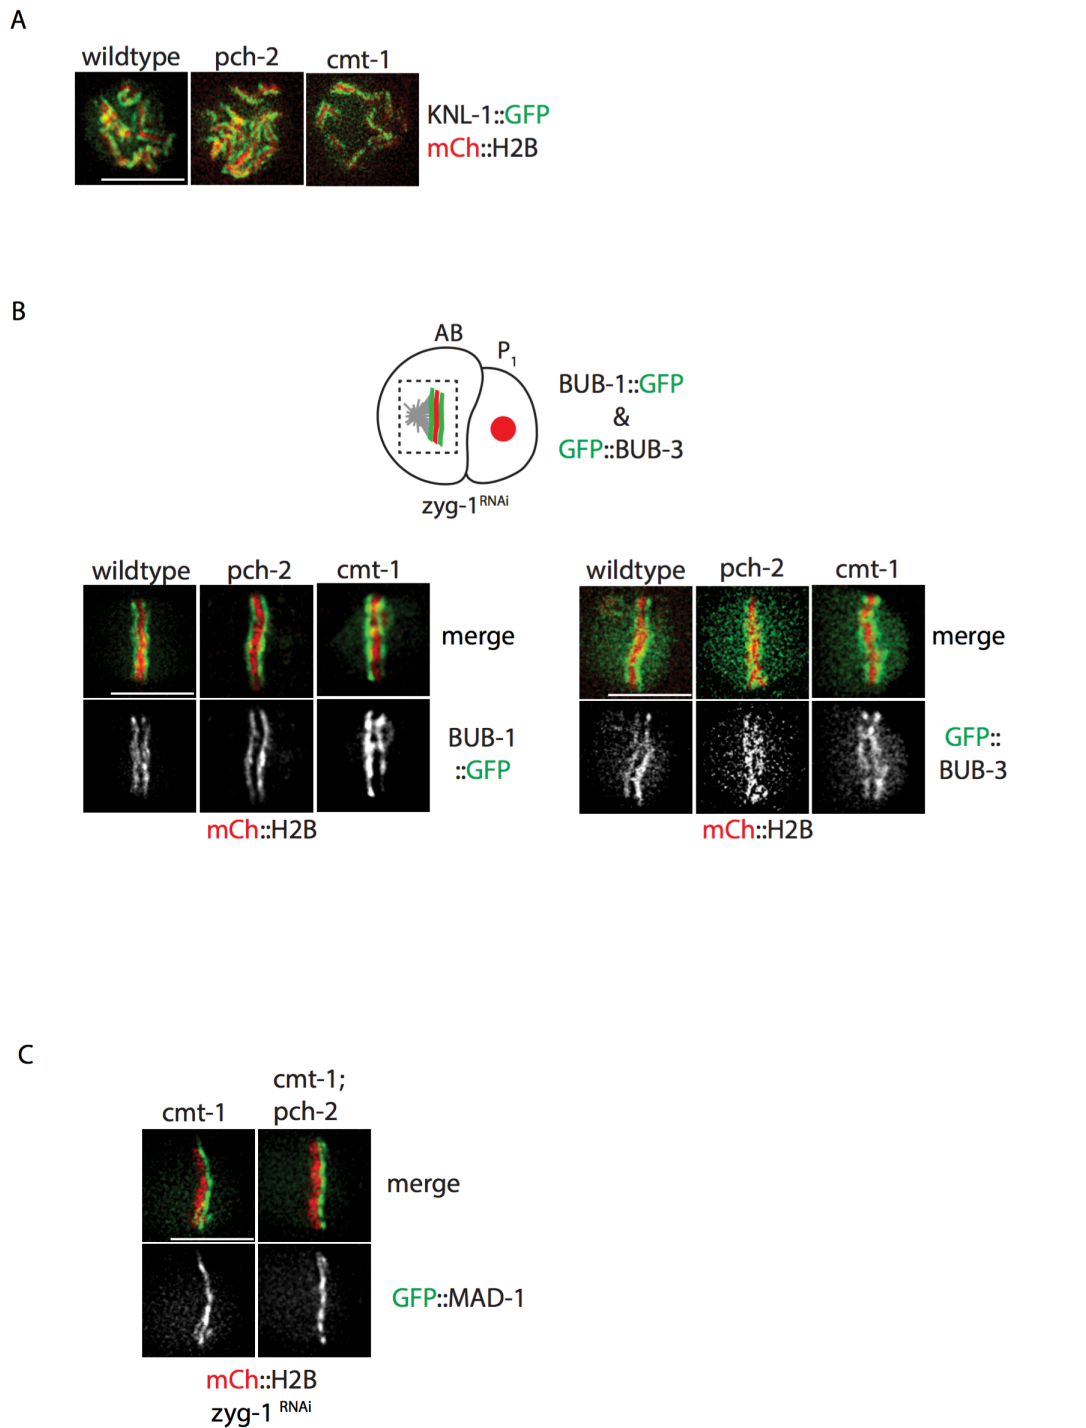 A
wildtype
pch-2
cmt-1
KNL-1::GFP
mCh::H2B
B
AB
P1
BUB-1::GFP
&
GFP::BUB-3
zyg-1RNAi
wildtype
pch-2
cmt-1
merge
BUB-1
::GFP
mCh::H2B
wildtype
pch-2
cmt-1
merge
GFP::
BUB-3
mCh::H2B
C
cmt-1
cmt-1;
pch-2
merge
GFP::MAD-1
mCh::H2B
zyg-1 RNAi